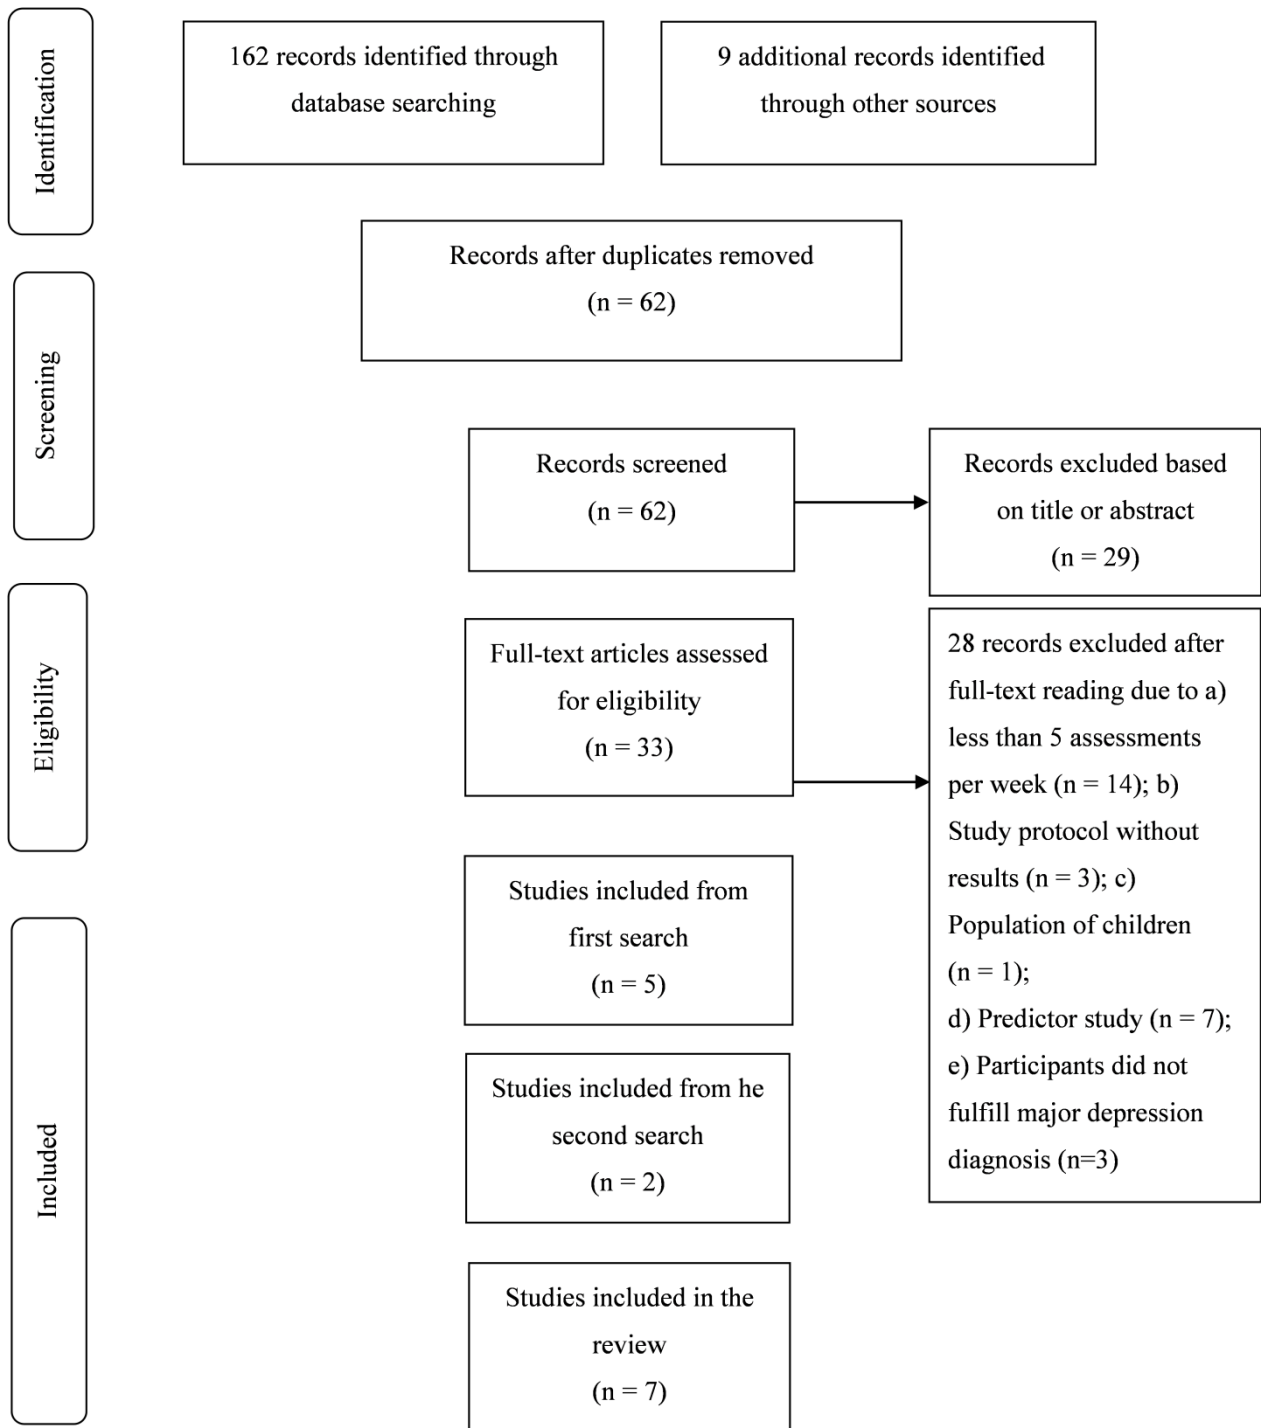 Identification
162 records identified through
database searching
9 additional records identified
through other sources
Records after duplicates removed
(n = 62)
Screening
Records screened
(n = 62)
Records excluded based
on title or abstract
(n = 29)
Eligibility
Full-text articles assessed
for eligibility
(n = 33)
28 records excluded after
full-text reading due to a)
less than 5 assessments
per week (n = 14); b)
Study protocol without
results (n = 3); c)
Population of children
(n = 1);
d) Predictor study (n = 7);
e) Participants did not
fulfill major depression
diagnosis (n=3)
Included
Studies included from
first search
(n = 5)
Studies included from he
second search
(n = 2)
Studies included in the
review
(n = 7)